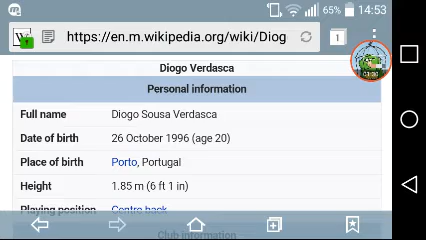 65% 14:53
https://en.m.wikipedia.org/wiki/Diog
1
Diogo Verdasca
Personal information
Full name Diogo Sousa Verdasca
Date of birth 26 October 1996 (age 20)
Place of birth Porto, Portugal
Height 1.85 m (6 ft 1 in)
Playing position Centre back
Club information